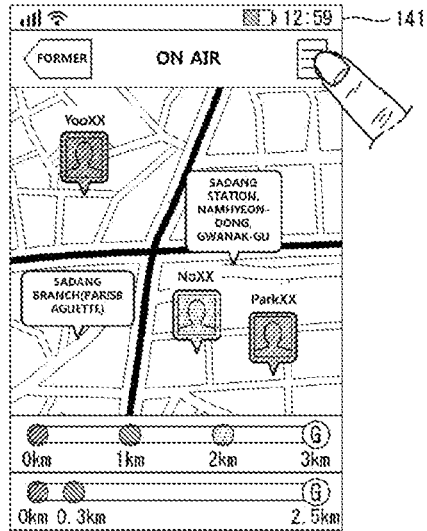 12:59
141
FORMER
ON AIR
YooXX
SADANG
STATION,
NAMHYEON-
DONG,
GWANAK-GU
SADANG
BRANCH(PARISB
AGUETTE)
NoXX
ParkXX
G
0km 1km 2km 3km
G
0km 0.3km 2.5km